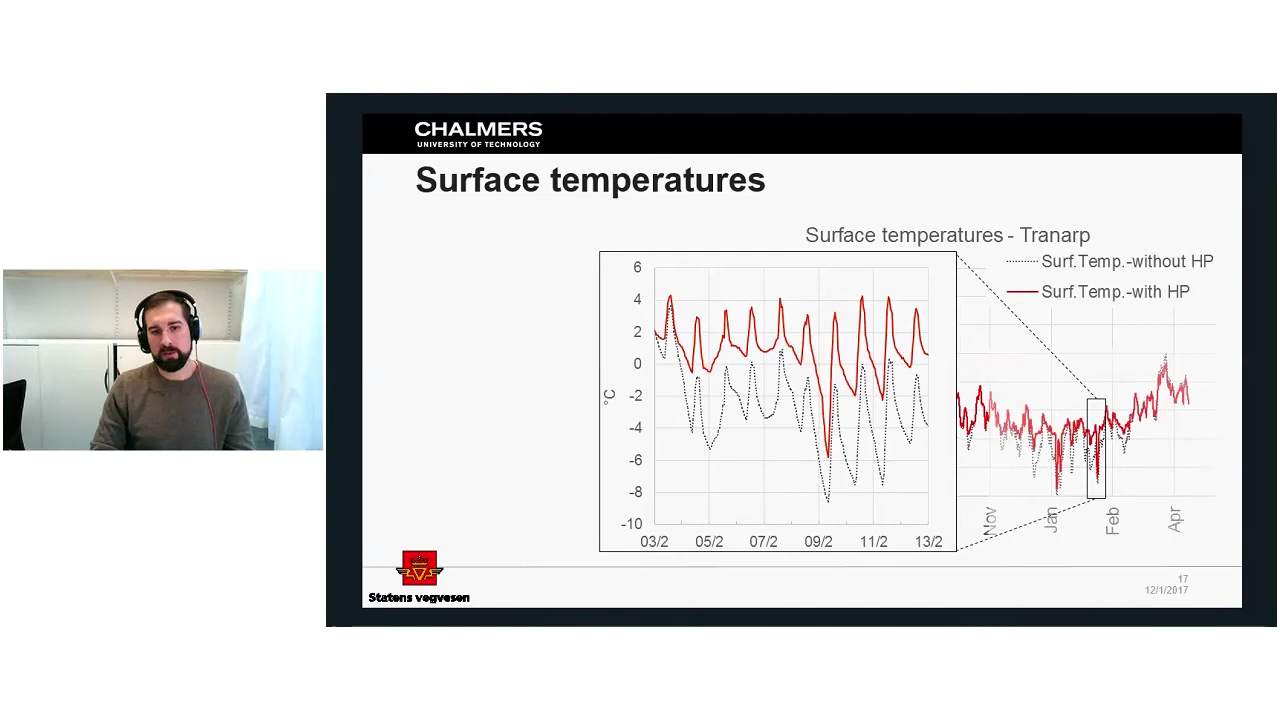 CHALMERS
UNIVERSITY OF TECHNOLOGY
Surface temperatures
Surface temperatures - Tranarp
Surf.Temp.-without HP
Surf.Temp.-with HP
6
4
2
0
-2
-4
-6
-8
-10
°C
03/2 05/2 07/2 09/2 11/2 13/2
Nov Jan Feb Apr
Statens vegvesen
17
12/1/2017